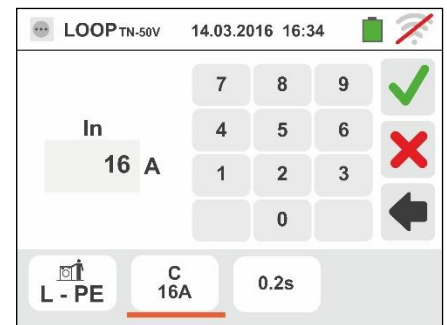 LOOP TN-50V 14.03.2016 16:34
7 8 9
In
4 5 6
16 A
1 2 3
0
L - PE
C
16A
0.2s